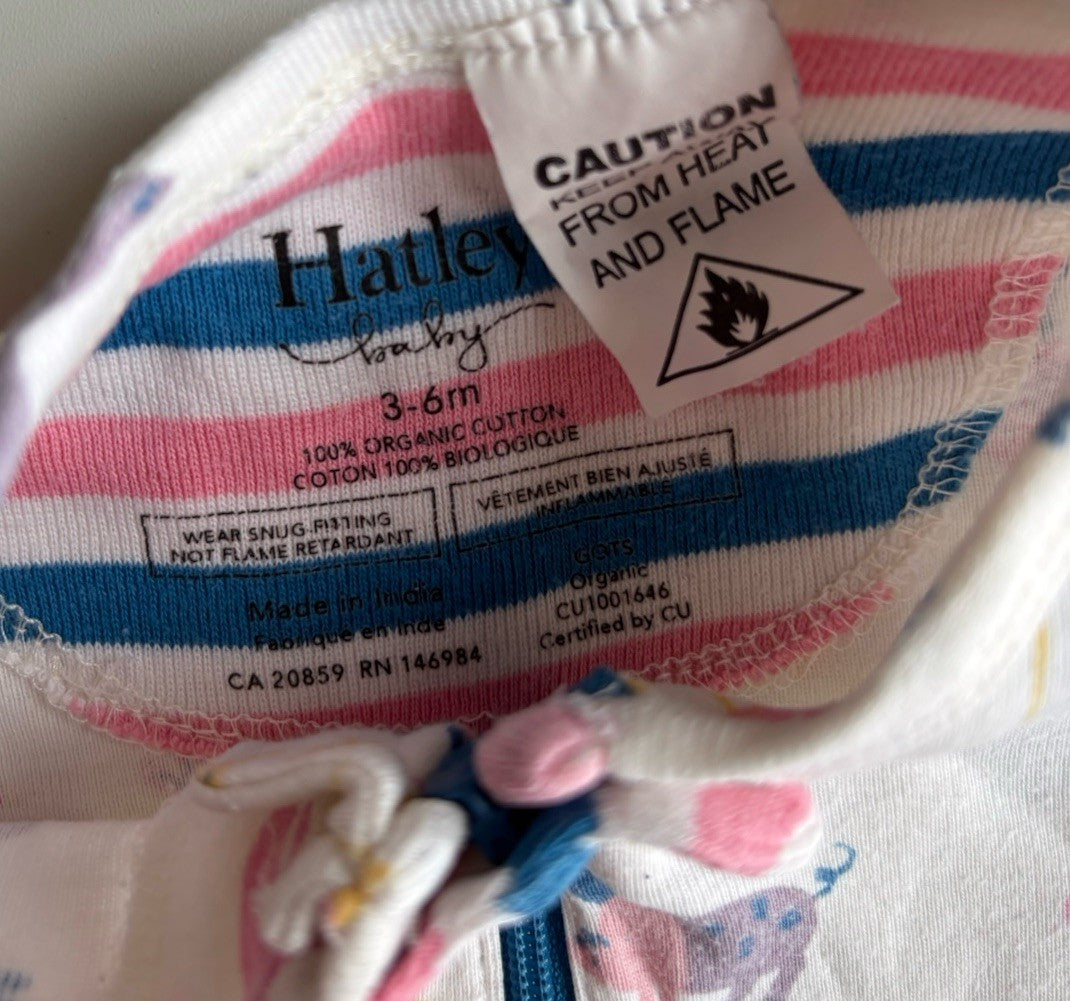 CAUTION
KEEP AWAY
FROM HEAT
AND FLAME
Hatley
baby
3-6m
100% ORGANIC COTTON
COTON 100% BIOLOGIQUE
WEAR SNUG-FITTING
NOT FLAME RETARDANT
VÊTEMENT BIEN AJUSTÉ
INFLAMMABLE
Made in India
Fabriqué en Inde
CA 20859 RN 146984
GOTS
Organic
CU1001646
Certified by CU